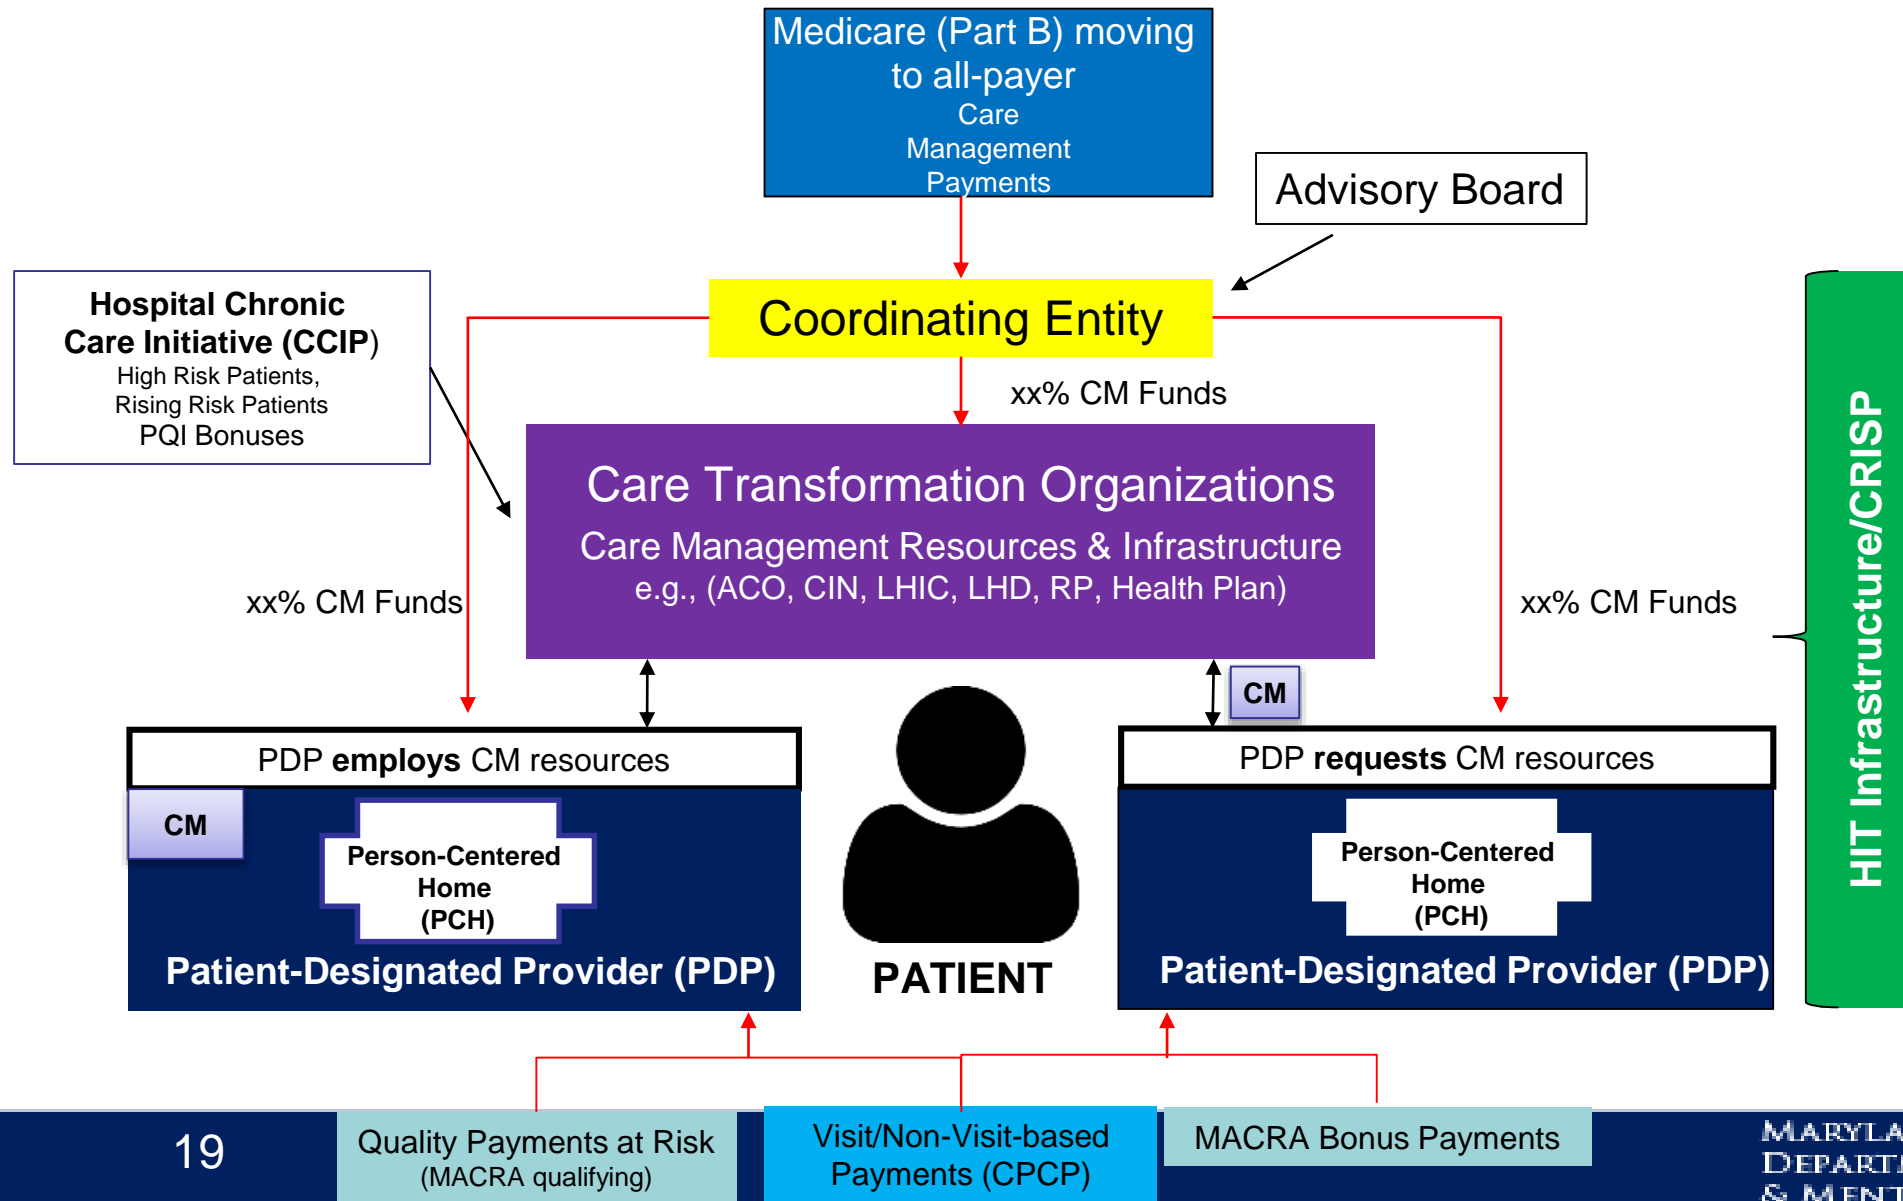 Medicare (Part B) moving
to all-payer
Care
Management
Payments
Advisory Board
Coordinating Entity
Hospital Chronic
Care Initiative (CCIP)
High Risk Patients,
Rising Risk Patients
PQI Bonuses
xx% CM Funds
Care Transformation Organizations
Care Management Resources & Infrastructure
e.g., (ACO, CIN, LHIC, LHD, RP, Health Plan)
xx% CM Funds
xx% CM Funds
HIT Infrastructure/CRISP
CM
PDP employs CM resources
CM
Person-Centered
Home
(PCH)
Patient-Designated Provider (PDP)
PATIENT
PDP requests CM resources
Person-Centered
Home
(PCH)
Patient-Designated Provider (PDP)
19
Quality Payments at Risk
(MACRA qualifying)
Visit/Non-Visit-based
Payments (CPCP)
MACRA Bonus Payments
MARYLA
DEPARTM
& MENT